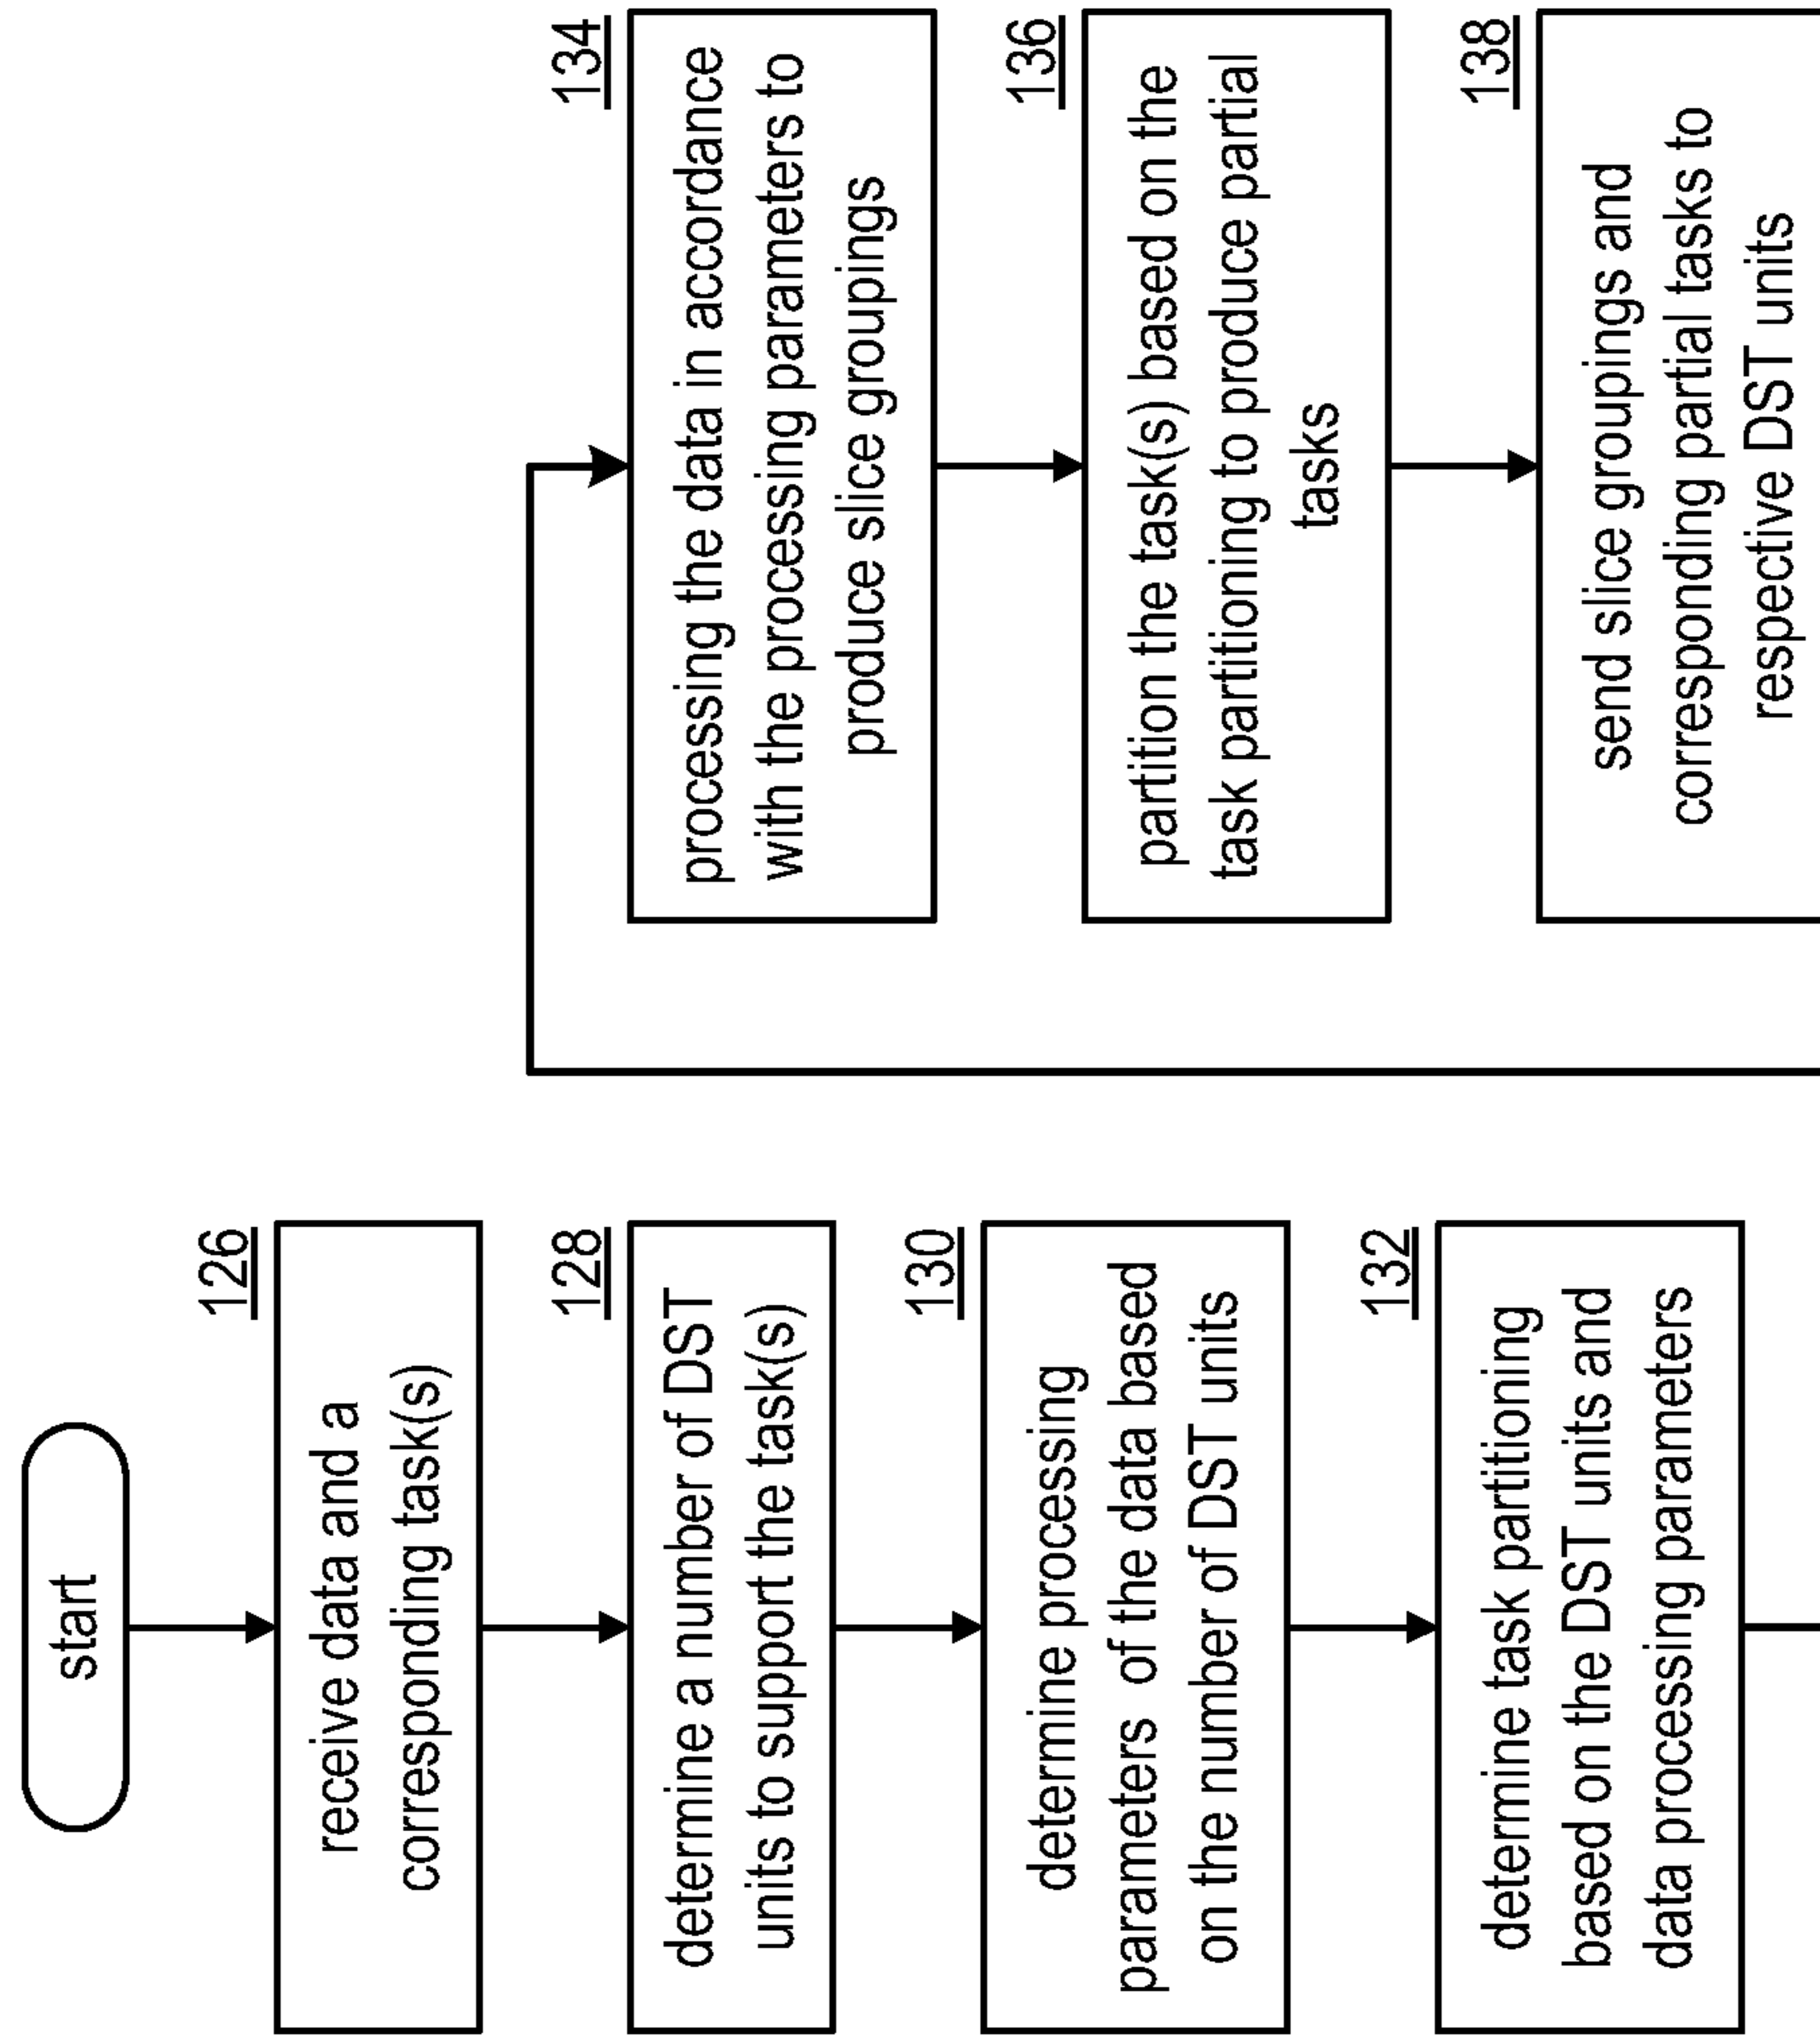 start
126
receive data and a
corresponding task(s)
128
determine a number of DST
units to support the task(s)
130
determine processing
parameters of the data based
on the number of DST units
132
determine task partitioning
based on the DST units and
data processing parameters
134
processing the data in accordance
with the processing parameters to
produce slice groupings
136
partition the task(s) based on the
task partitioning to produce partial
tasks
138
send slice groupings and
corresponding partial tasks to
respective DST units